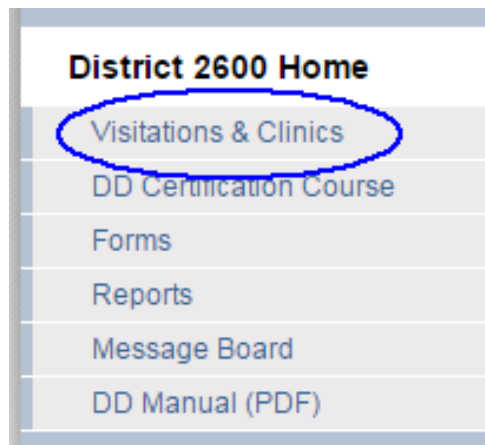 District 2600 Home
Visitations & Clinics
DD Certification Course
Forms
Reports
Message Board
DD Manual (PDF)